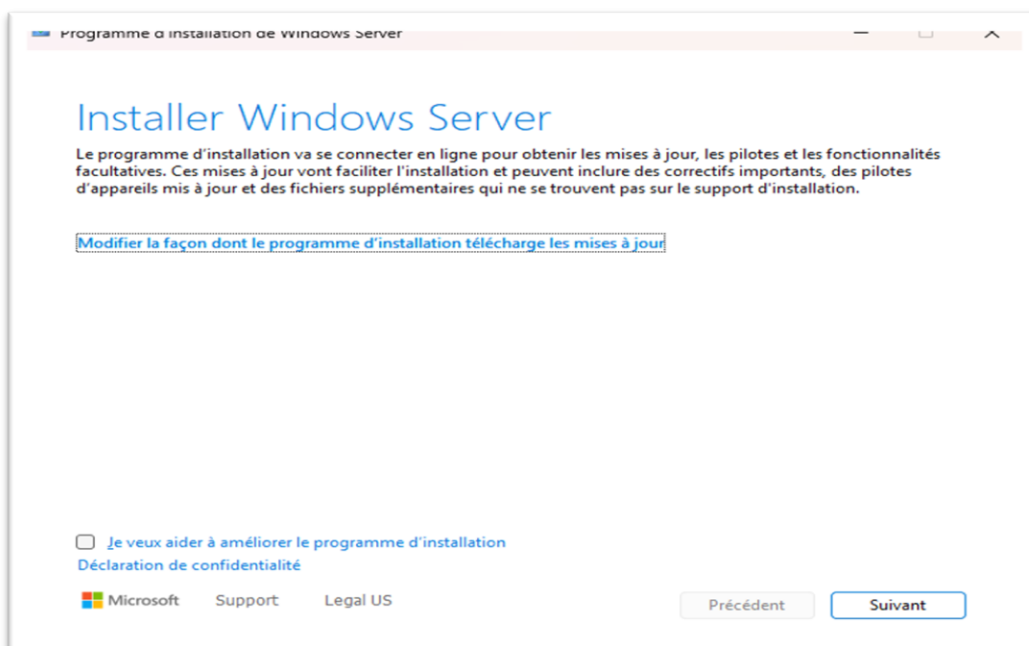 Programme d'installation de Windows Server
Installer Windows Server
Le programme d'installation va se connecter en ligne pour obtenir les mises à jour, les pilotes et les fonctionnalités
facultatives. Ces mises à jour vont faciliter l'installation et peuvent inclure des correctifs importants, des pilotes
d'appareils mis à jour et des fichiers supplémentaires qui ne se trouvent pas sur le support d'installation.
Modifier la façon dont le programme d'installation télécharge les mises à jour
Je veux aider à améliorer le programme d'installation
Déclaration de confidentialité
Microsoft Support Legal US Précédent Suivant